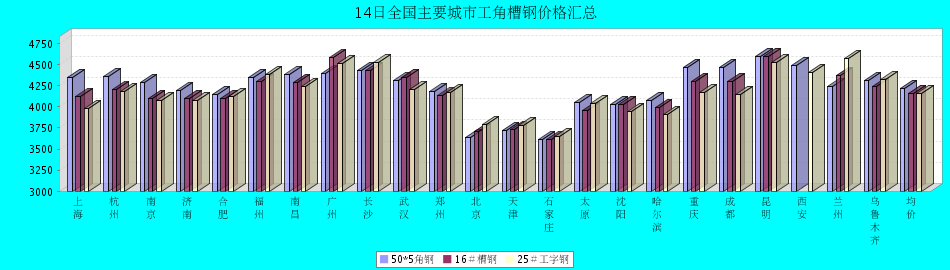 14日全国主要城市工角槽钢价格汇总
4750
4500
4250
4000
3750
3500
3250
3000
上海 杭州 南京 济南 合肥 福州 南昌 广州 长沙 武汉 郑州 北京 天津 石家庄 太原 沈阳 哈尔滨 重庆 成都 昆明 西安 兰州 乌鲁木齐 均价
50*5角钢 16#槽钢 25#工字钢